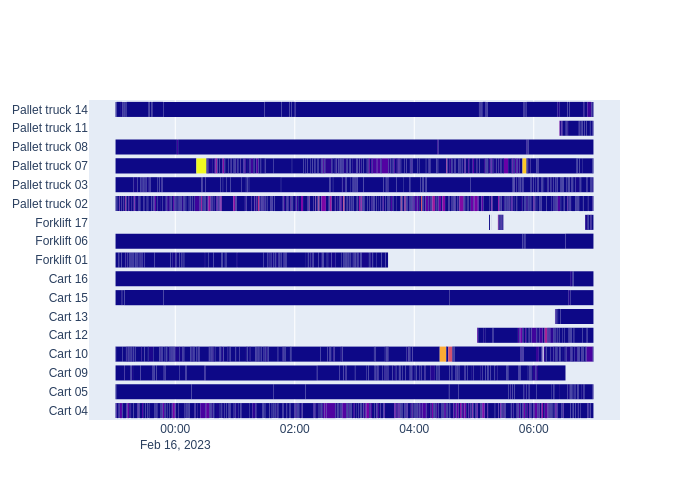 Pallet truck 14
Pallet truck 11
Pallet truck 08
Pallet truck 07
Pallet truck 03
Pallet truck 02
Forklift 17
Forklift 06
Forklift 01
Cart 16
Cart 15
Cart 13
Cart 12
Cart 10
Cart 09
Cart 05
Cart 04
00:00 02:00 04:00 06:00
Feb 16, 2023